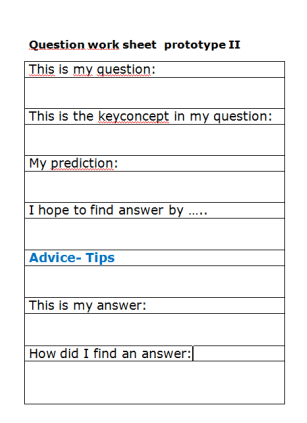 Question work sheet  prototype II
This is my question:
This is the keyconcept in my question:
My prediction:
I hope to find answer by …..
Advice- Tips
This is my answer:
How did I find an answer: